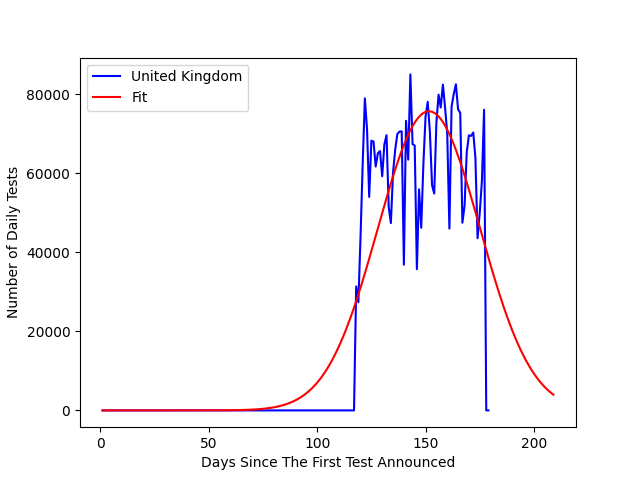 United Kingdom
Fit
80000
60000
40000
20000
0
Number of Daily Tests
0 50 100 150 200
Days Since The First Test Announced